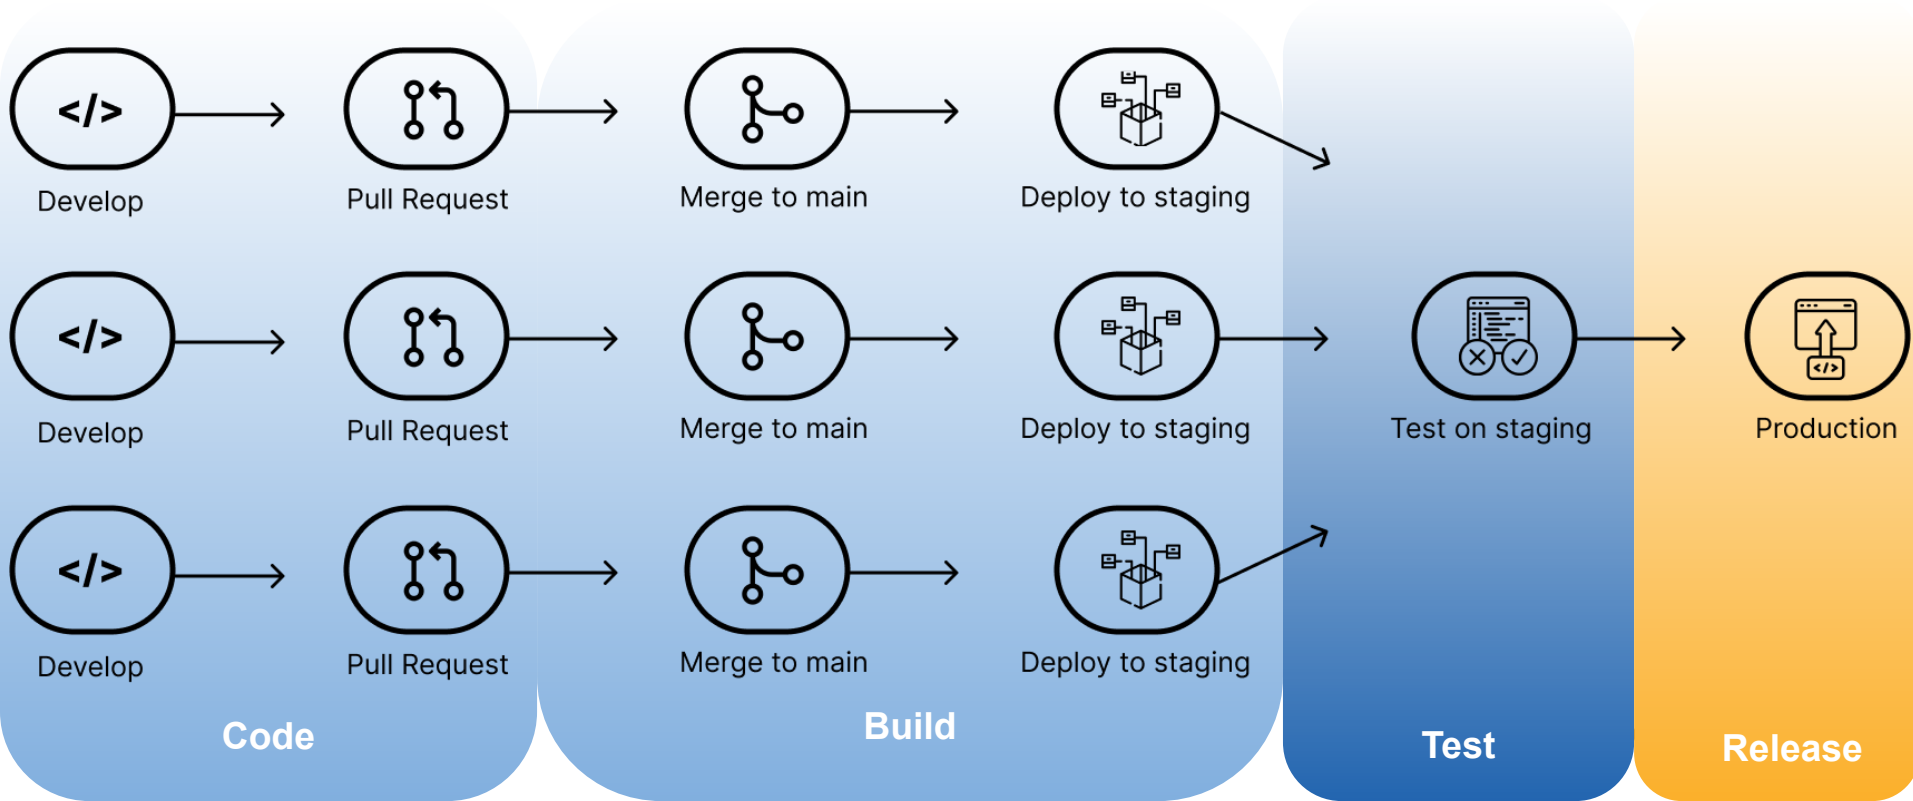 </>
Develop
Pull Request
Merge to main
Deploy to staging
</>
Develop
Pull Request
Merge to main
Deploy to staging
Test on staging
</>
Production
</>
Develop
Pull Request
Merge to main
Deploy to staging
Code
Build
Test
Release